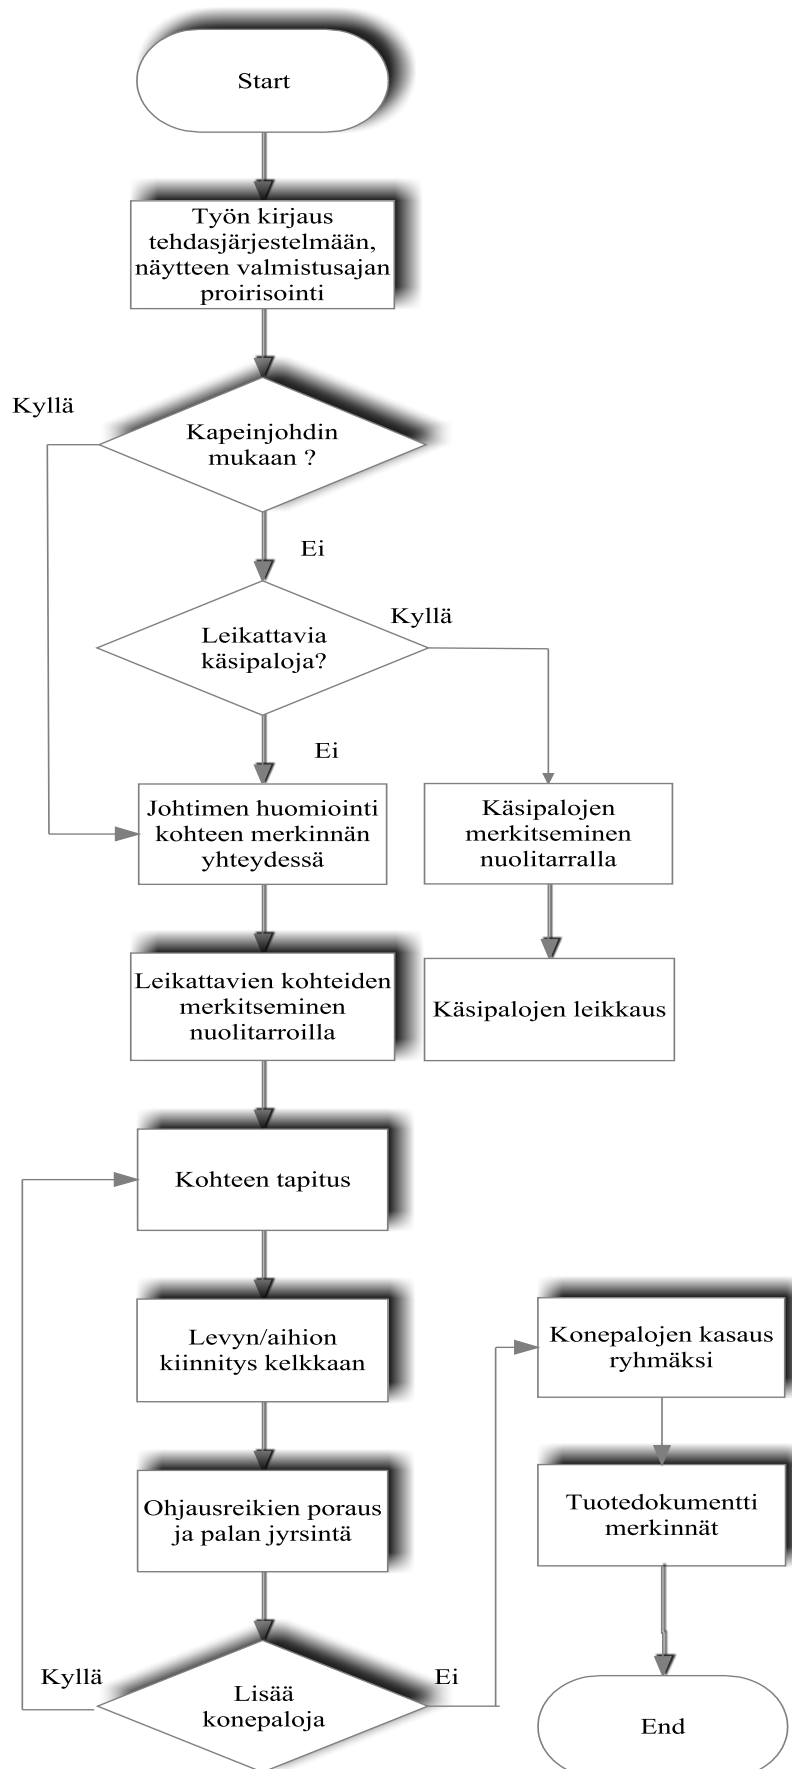 Start
Työn kirjaus
tehdasjärjestelmään,
näytteen valmistusajan
proirisointi
Kyllä
Kapeinjohdin
mukaan ?
Ei
Kyllä
Leikattavia
käsipaloja?
Ei
Johtimen huomiointi
kohteen merkinnän
yhteydessä
Käsipalojen
merkitseminen
nuolitarralla
Leikattavien kohteiden
merkitseminen
nuolitarroilla
Käsipalojen leikkaus
Kohteen tapitus
Levyn/aihion
kiinnitys kelkkaan
Konepalojen kasaus
ryhmäksi
Ohjausreikien poraus
ja palan jyrsintä
Tuotedokumentti
merkinnät
Kyllä
Lisää
konepaloja
Ei
End